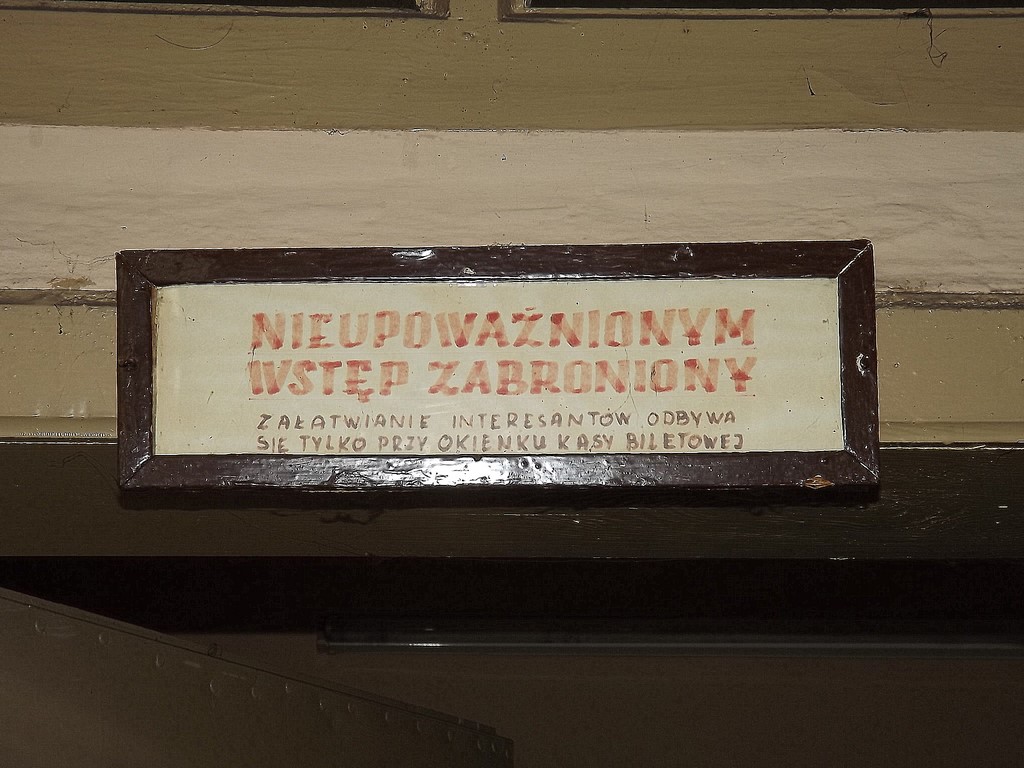 NIEUPOWAŻNIONYM
WSTĘP ZABRONIONY
ZAŁATWIANIE INTERESANTÓW ODBYWA
SIĘ TYLKO PRZY OKIENKU KASY BILETOWEJ